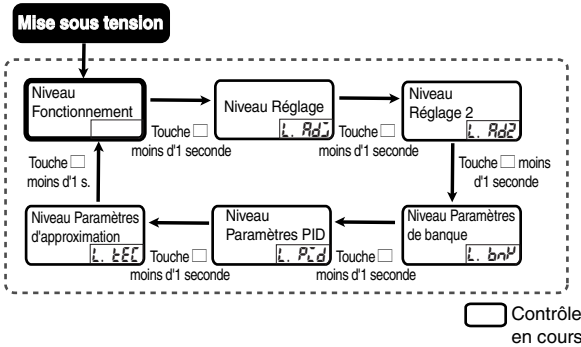 Mise sous tension
Niveau
Fonctionnement
Touche □
moins d'1 seconde
Niveau Réglage
L. Adj
Touche □
moins d'1 seconde
Niveau
Réglage 2
L. Ad2
Touche □ moins
d'1 seconde
Niveau Paramètres
de banque
L. bnk
Touche □
moins d'1 seconde
Niveau
Paramètres PID
L. Pid
Touche □
moins d'1 seconde
Niveau Paramètres
d'approximation
L. tEC
Touche □
moins d'1 s.
Contrôle
en cours